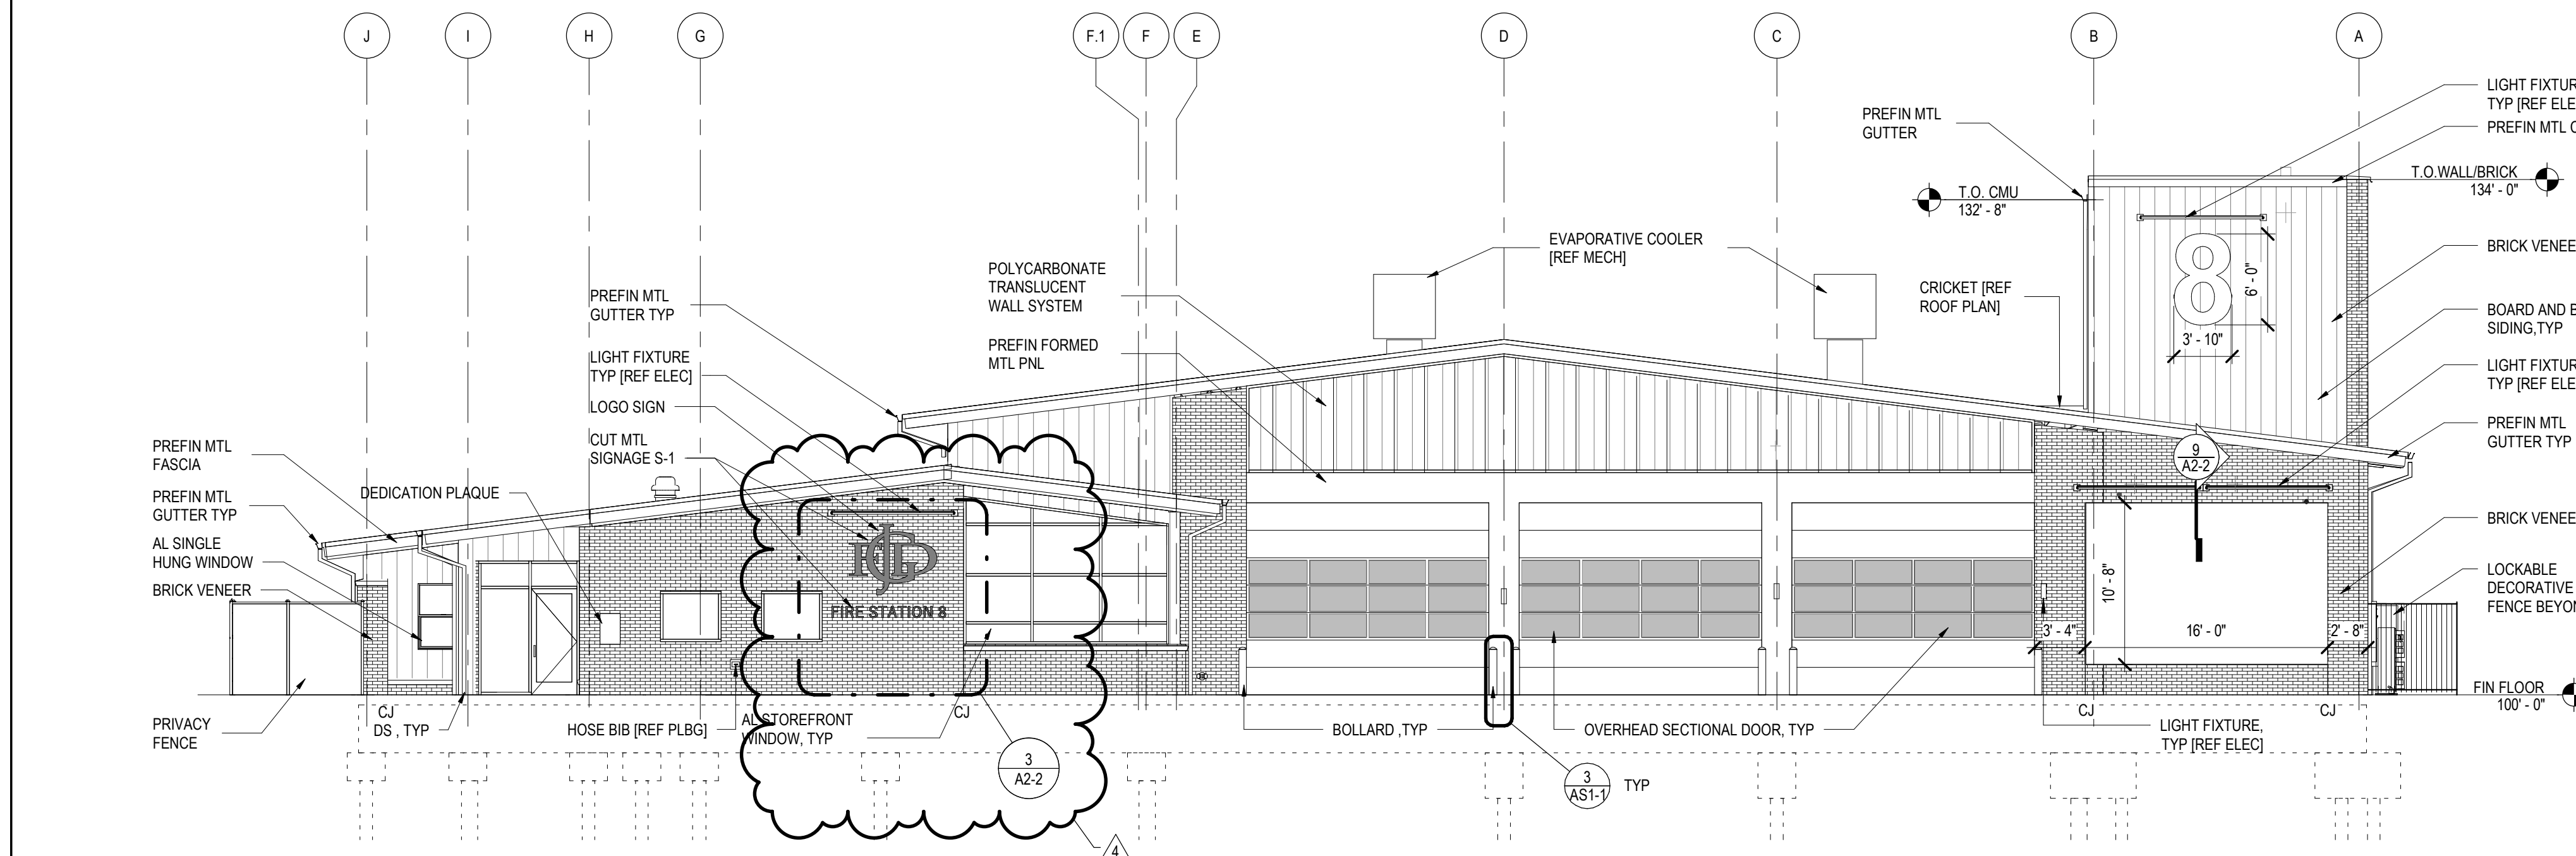 J
I
H
G
F.1
F
E
D
C
B
A
LIGHT FIXTUR
TYP [REF ELE
PREFIN MTL C
PREFIN MTL
GUTTER
T.O.WALL/BRICK
134' - 0"
T.O. CMU
132' - 8"
EVAPORATIVE COOLER
[REF MECH]
BRICK VENEE
POLYCARBONATE
TRANSLUCENT
WALL SYSTEM
8
6' - 0"
3' - 10"
CRICKET [REF
ROOF PLAN]
PREFIN MTL
GUTTER TYP
BOARD AND B
SIDING,TYP
PREFIN FORMED
MTL PNL
LIGHT FIXTURE
TYP [REF ELEC]
LIGHT FIXTUR
TYP [REF ELE
LOGO SIGN
PREFIN MTL
GUTTER TYP
CUT MTL
SIGNAGE S-1
PREFIN MTL
FASCIA
9
A2-2
DEDICATION PLAQUE
PREFIN MTL
GUTTER TYP
BRICK VENEE
AL SINGLE
HUNG WINDOW
JCFD
BRICK VENEER
FIRE STATION 8
10' - 8"
LOCKABLE
DECORATIVE
FENCE BEYON
3' - 4"
16' - 0"
2' - 8"
FIN FLOOR
100' - 0"
PRIVACY
FENCE
CJ
DS , TYP
HOSE BIB [REF PLBG]
AL STOREFRONT
WINDOW, TYP
CJ
BOLLARD ,TYP
OVERHEAD SECTIONAL DOOR, TYP
CJ
LIGHT FIXTURE,
TYP [REF ELEC]
CJ
3
A2-2
3
AS1-1
TYP
4